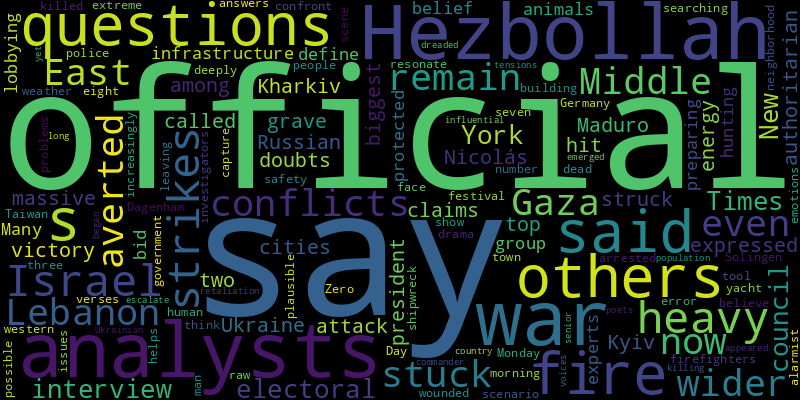 killed extreme answers confront scene belief animals searching
lobbying questions Hezbollah neighborhood authoritarian
yet police infrastructure define dreaded
East deeply people resonate tensions remain Middle
weather eight among Kharkiv biggest building
official
problems long averted increasingly called grave protected influential seven Germany Maduro preparing energy hunting New
leaving strikes investigators capture Russian doubts face York hit
Nicolás emerged
safety number dead
massive Dagenham conflicts claims festival Gaza struck Times emotions
Taiwan s began government bid
Many say show top said even
victory cities plausible president drama group town others arrested expressed Solingen
three two shipwreck population council
Israel human retaliation Zero war yacht tool
verses escalate error believe
Lebanon think Ukraine attack experts senior poets heavy
western Ukrainian Day commander country Monday Kyiv now appeared alarmist
analysts issues helps voices firefighters
possible man raw stuck morning fire killing wider
interview electoral wounded scenario